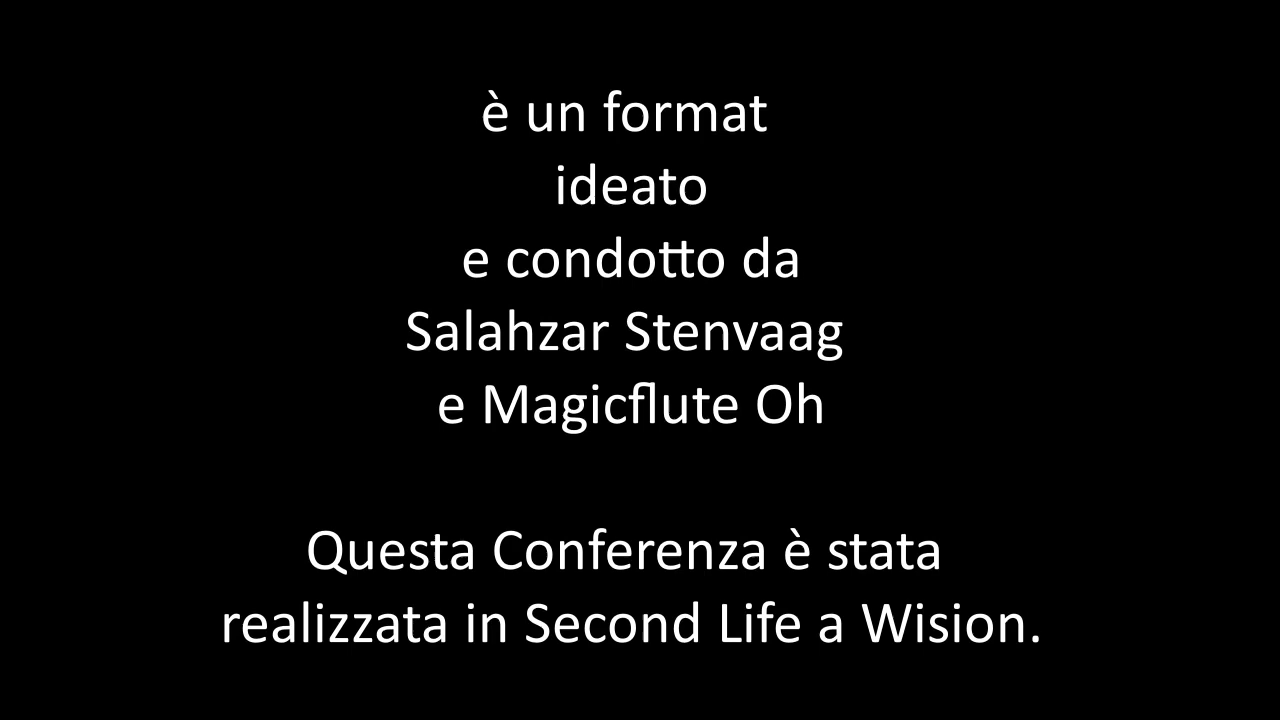 è un format
ideato
e condotto da
Salahzar Stenvaag
e Magicflute Oh
Questa Conferenza è stata
realizzata in Second Life a Wision.